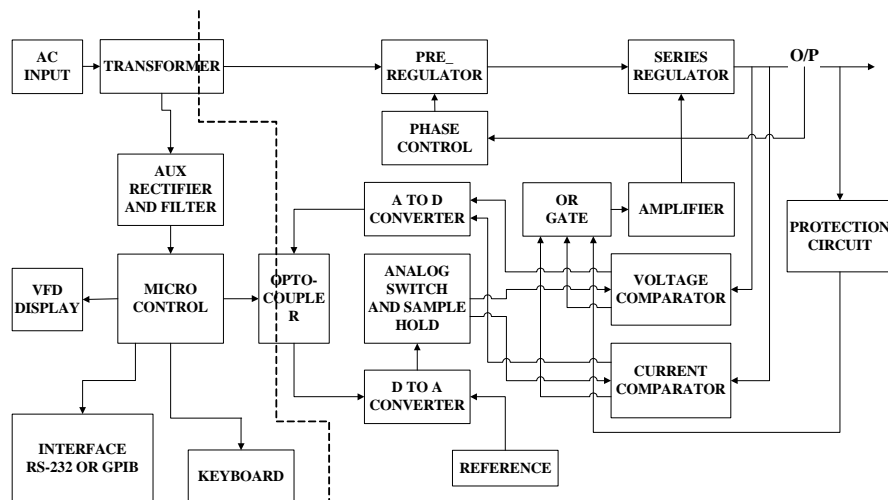 AC
INPUT
TRANSFORMER
PRE_
REGULATOR
SERIES
REGULATOR
O/P
PHASE
CONTROL
AUX
RECTIFIER
AND FILTER
A TO D
CONVERTER
OR
GATE
AMPLIFIER
PROTECTION
CIRCUIT
VFD
DISPLAY
MICRO
CONTROL
OPTO-
COUPLE
R
ANALOG
SWITCH
AND SAMPLE
HOLD
VOLTAGE
COMPARATOR
CURRENT
COMPARATOR
D TO A
CONVERTER
INTERFACE
RS-232 OR GPIB
KEYBOARD
REFERENCE